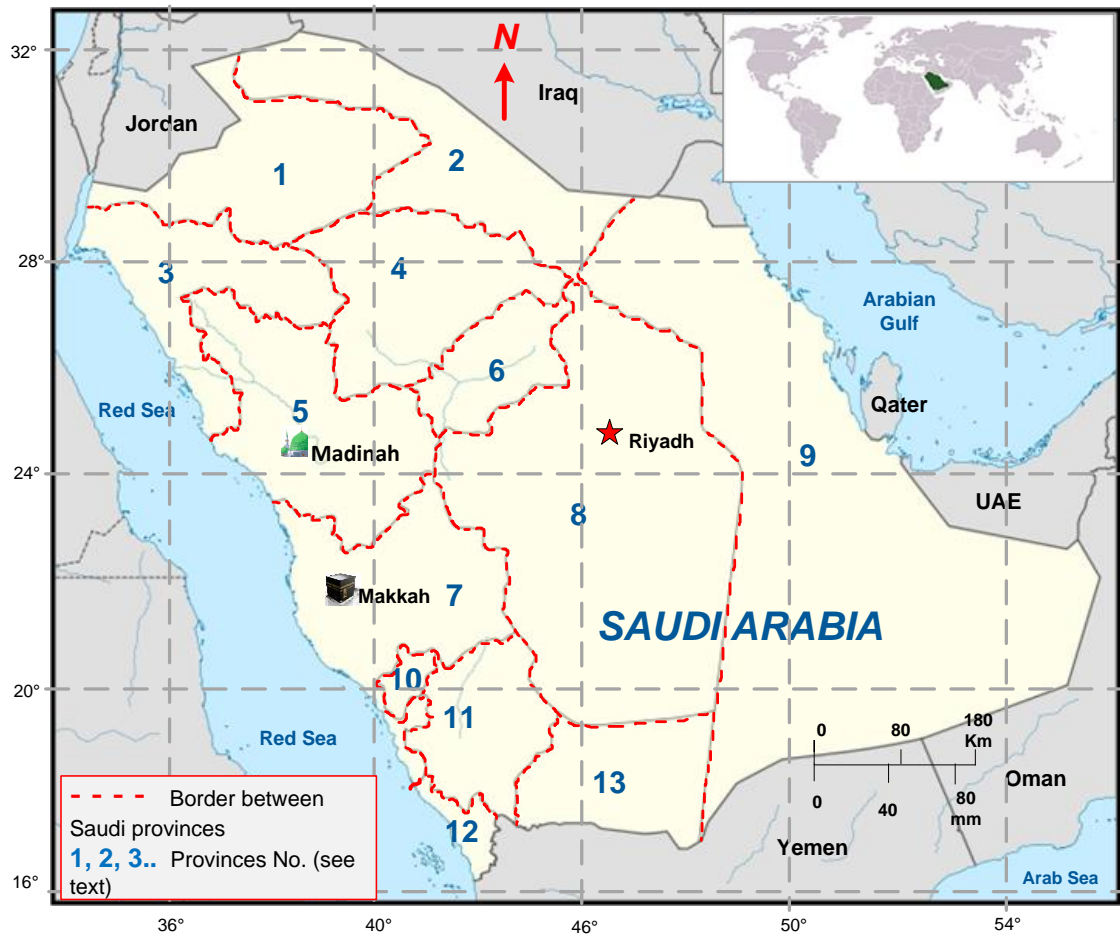 32°
N
Iraq
Jordan
2
1
28°
3
4
Arabian
Gulf
6
Red Sea
5
Qater
Riyadh
Madinah
9
24°
UAE
8
Makkah
7
SAUDI ARABIA
20°
10
11
Red Sea
0
80
180
Km
13
Oman
0
40
80
mm
12
Yemen
Border between
Saudi provinces
1, 2, 3.. Provinces No. (see
text)
16°
Arab Sea
36°
40°
46°
50°
54°